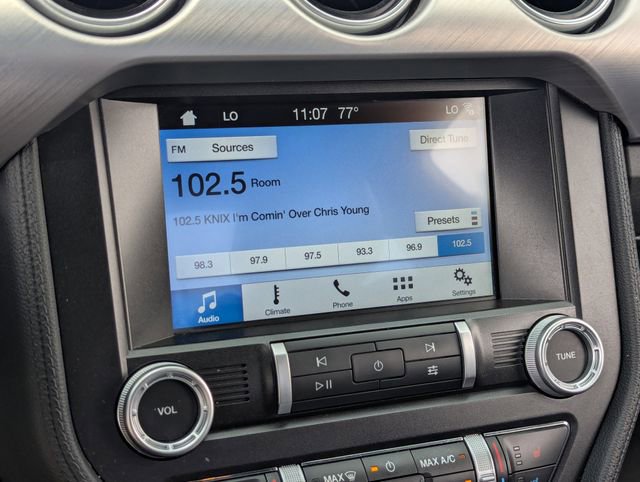 LO 11:07 77° LO
FM Sources Direct Tune
102.5 Room
102.5 KNIX I'm Comin' Over Chris Young
Presets
98.3 97.9 97.5 93.3 96.9 102.5
Audio Climate Phone Apps Settings
VOL TUNE
MAX A/C
MAX